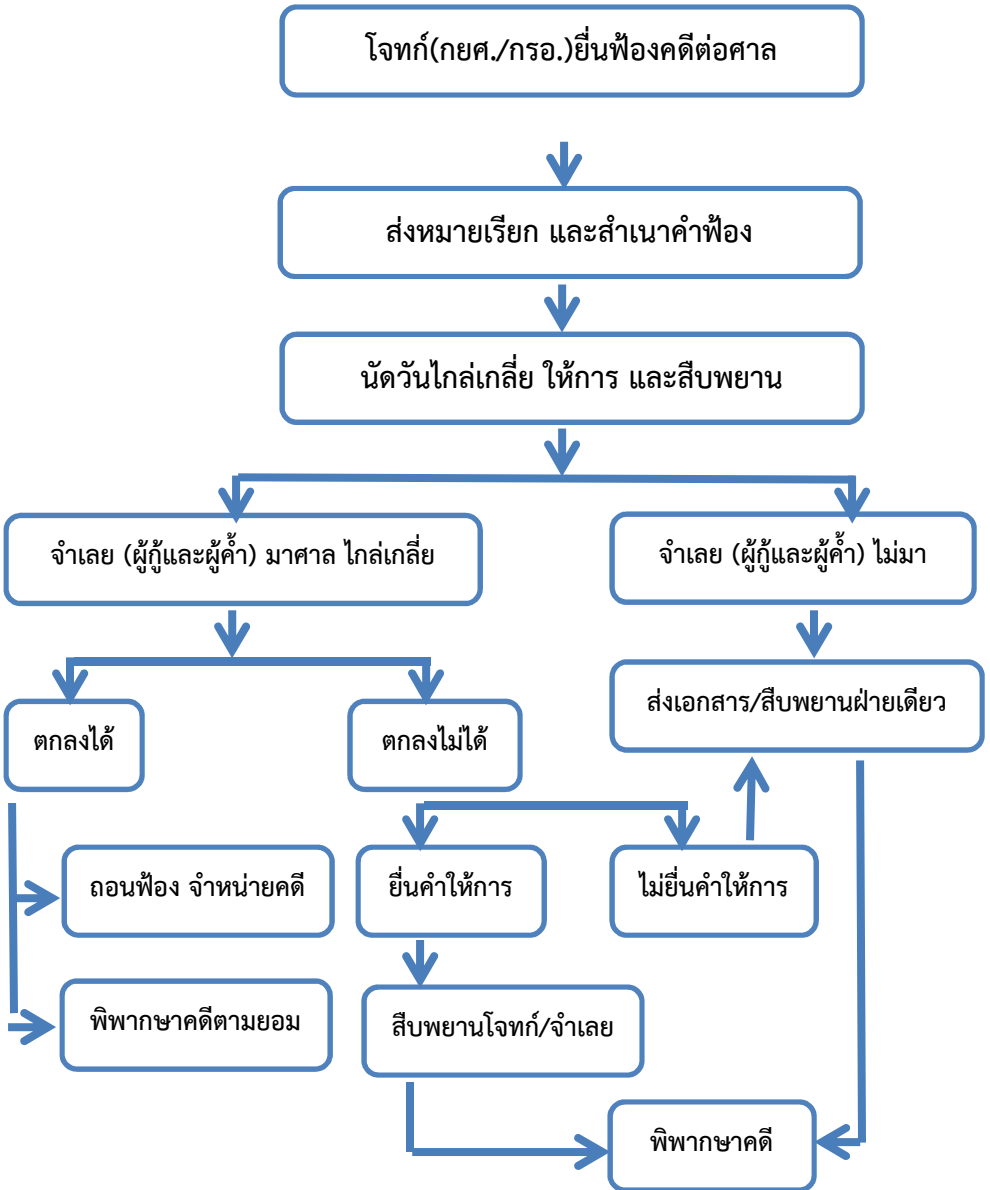 โจทก์(กยศ./กรอ.)ยื่นฟ้องคดีต่อศาล
ส่งหมายเรียก และสำเนาคำฟ้อง
นัดวันไกล่เกลี่ย ให้การ และสืบพยาน
จำเลย (ผู้กู้และผู้ค้ำ) มาศาล ไกล่เกลี่ย
จำเลย (ผู้กู้และผู้ค้ำ) ไม่มา
ตกลงได้
ตกลงไม่ได้
ส่งเอกสาร/สืบพยานฝ่ายเดียว
ถอนฟ้อง จำหน่ายคดี
ยื่นคำให้การ
ไม่ยื่นคำให้การ
พิพากษาคดีตามยอม
สืบพยานโจทก์/จำเลย
พิพากษาคดี